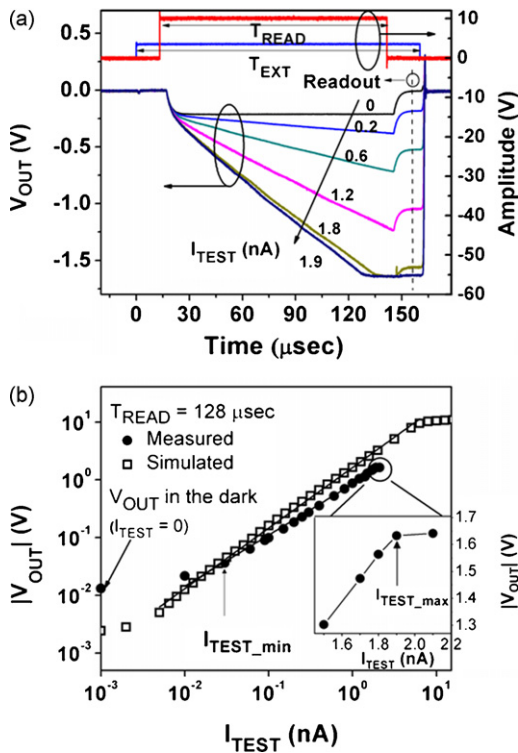 (a)
0.5
0.0
-0.5
-1.0
-1.5
V_OUT (V)
T_READ
T_EXT
Readout
0
0.2
0.6
1.2
1.8
1.9
I_TEST (nA)
10
0
-10
-20
-30
-40
-50
-60
Amplitude (V)
0 30 60 90 120 150
Time (μsec)
(b)
10^1
10^0
10^-1
10^-2
10^-3
|V_OUT| (V)
T_READ = 128 μsec
Measured
Simulated
V_OUT in the dark
(I_TEST = 0)
I_TEST_min
I_TEST_max
1.7
1.6
1.5
1.4
1.3
|V_OUT| (V)
1.6 1.8 2 2.2
I_TEST (nA)
10^-3 10^-2 10^-1 10^0 10^1
I_TEST (nA)